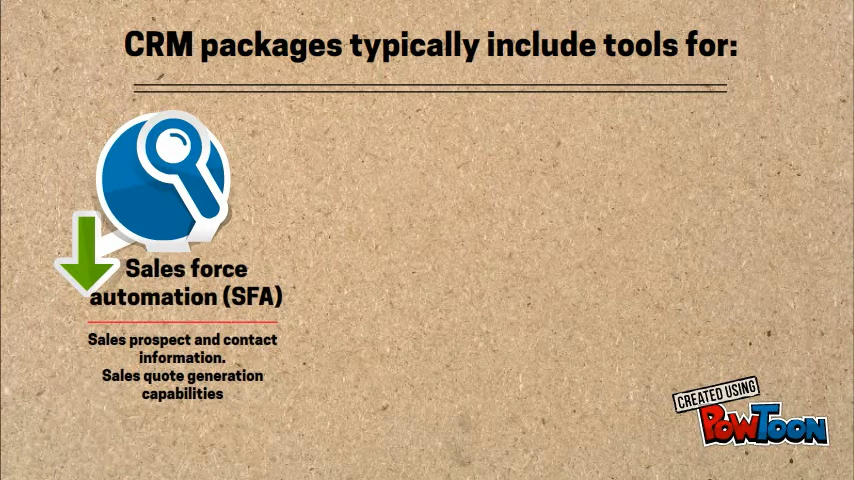 CRM packages typically include tools for:
Sales force
automation (SFA)
Sales prospect and contact
information.
Sales quote generation
capabilities
CREATED USING
POWTOON